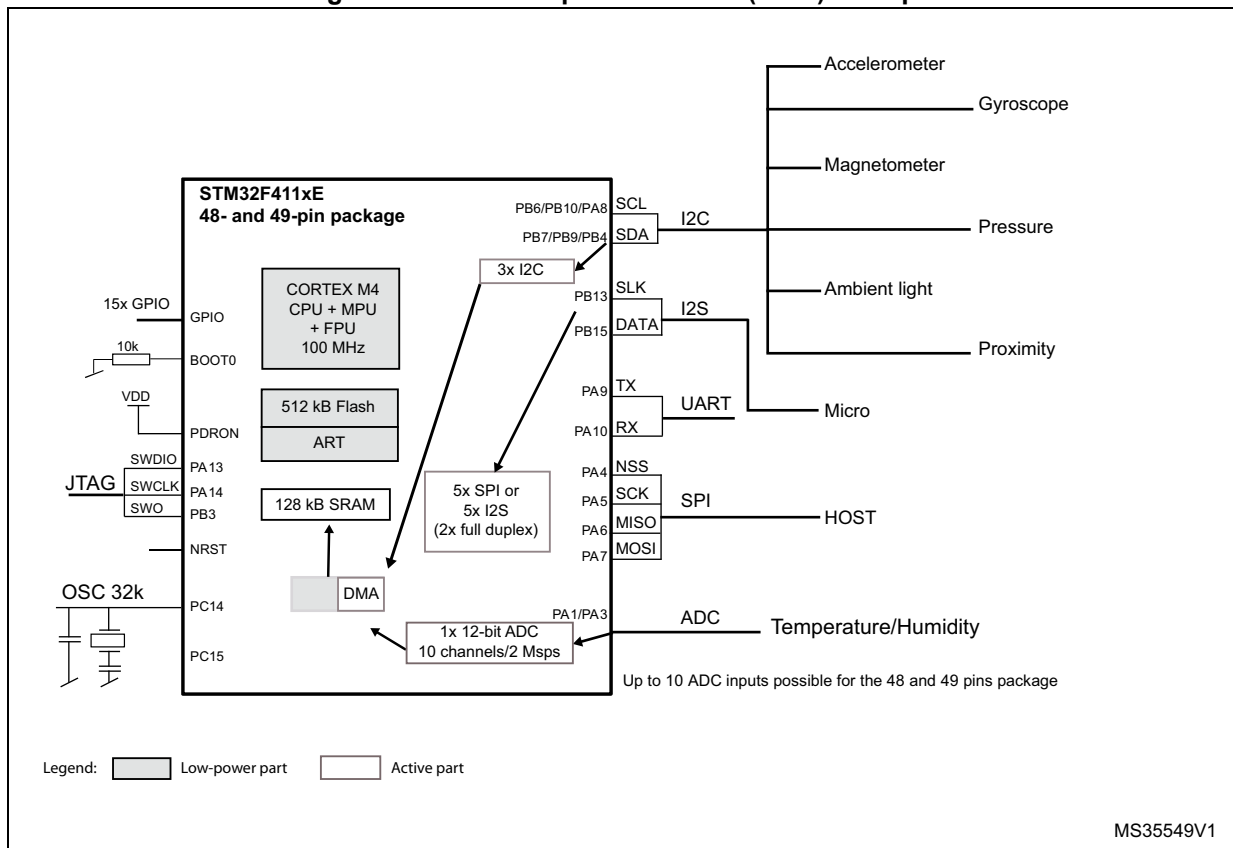 STM32F411xE
48- and 49-pin package
CORTEX M4
CPU + MPU
+ FPU
100 MHz
512 kB Flash
ART
128 kB SRAM
DMA
3x I2C
5x SPI or
5x I2S
(2x full duplex)
1x 12-bit ADC
10 channels/2 Msps
15x GPIO
GPIO
10k
BOOT0
VDD
PDRON
JTAG
SWDIO
PA13
SWCLK
PA14
SWO
PB3
NRST
OSC 32k
PC14
PC15
PB6/PB10/PA8
SCL
PB7/PB9/PB4
SDA
I2C
PB13
SLK
PB15
DATA
I2S
PA9
TX
PA10
RX
UART
PA4
NSS
PA5
SCK
PA6
MISO
PA7
MOSI
SPI
PA1/PA3
ADC
Accelerometer
Gyroscope
Magnetometer
Pressure
Ambient light
Proximity
Micro
HOST
Temperature/Humidity
Up to 10 ADC inputs possible for the 48 and 49 pins package
Legend:
Low-power part
Active part
MS35549V1